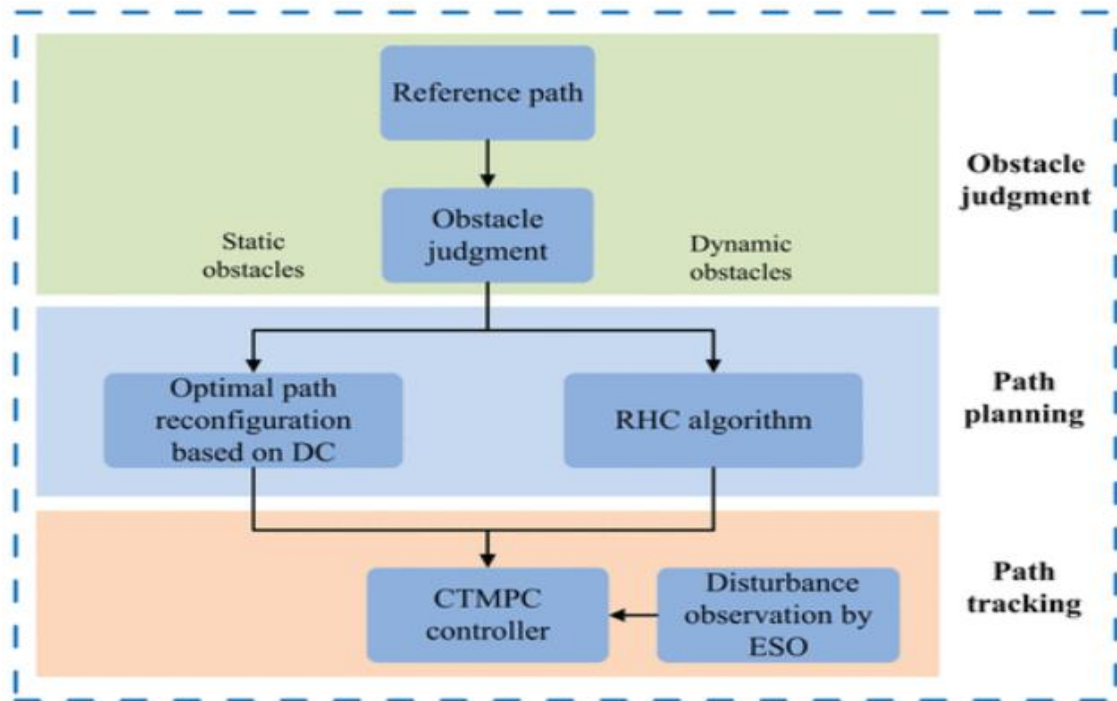 Reference path
Obstacle
judgment
Static
obstacles
Dynamic
obstacles
Obstacle
judgment
Optimal path
reconfiguration
based on DC
RHC algorithm
Path
planning
CTMPC
controller
Disturbance
observation by
ESO
Path
tracking